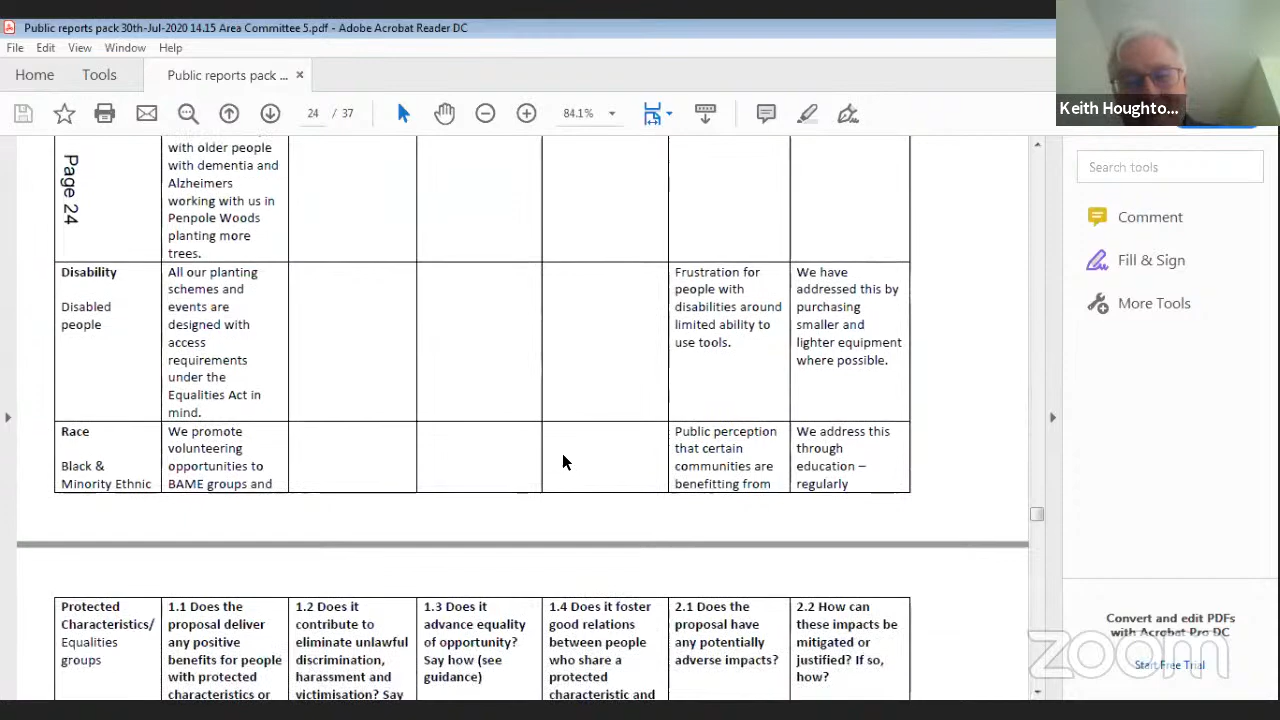 Public reports pack 30th-Jul-2020 14.15 Area Committee 5.pdf - Adobe Acrobat Reader DC
File Edit View Window Help
Home Tools Public reports pack ... ×
24 / 37 84.1%
Keith Houghto...
Page 24
with older people
with dementia and
Alzheimers
working with us in
Penpole Woods
planting more
trees.
Disability
Disabled
people
All our planting
schemes and
events are
designed with
access
requirements
under the
Equalities Act in
mind.
Frustration for
people with
disabilities around
limited ability to
use tools.
We have
addressed this by
purchasing
smaller and
lighter equipment
where possible.
Race
Black &
Minority Ethnic
We promote
volunteering
opportunities to
BAME groups and
Public perception
that certain
communities are
benefitting from
We address this
through
education –
regularly
Protected
Characteristics/
Equalities
groups
1.1 Does the
proposal deliver
any positive
benefits for people
with protected
characteristics or
1.2 Does it
contribute to
eliminate unlawful
discrimination,
harassment and
victimisation? Say
1.3 Does it
advance equality
of opportunity?
Say how (see
guidance)
1.4 Does it foster
good relations
between people
who share a
protected
characteristic and
2.1 Does the
proposal have
any potentially
adverse impacts?
2.2 How can
these impacts be
mitigated or
justified? If so,
how?
Search tools
Comment
Fill & Sign
More Tools
Convert and edit PDFs
with Acrobat Pro DC
Start Free Trial
zoom